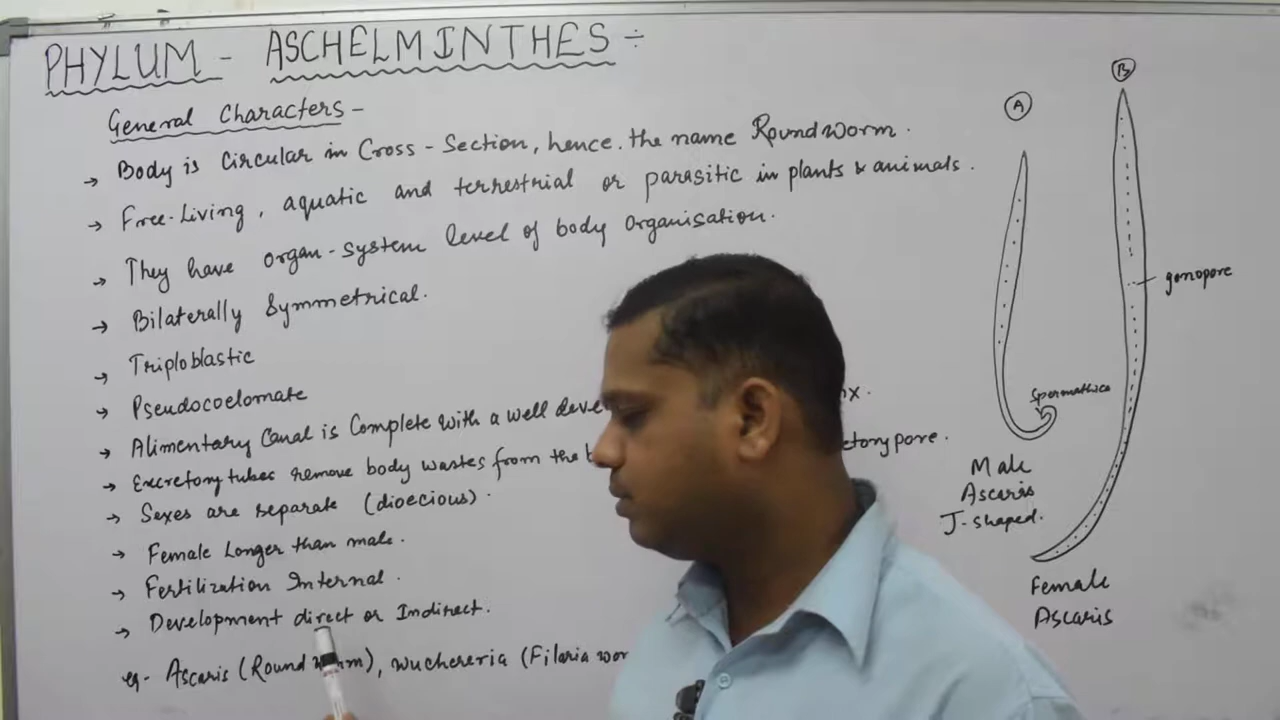 PHYLUM - ASCHELMINTHES ÷
General Characters -
→ Body is Circular in Cross-Section, hence. the name Roundworm.
→ Free-Living, aquatic and terrestrial or parasitic in plants & animals.
→ They have organ-system level of body organisation.
→ Bilaterally Symmetrical.
→ Triploblastic
→ Pseudocoelomate
→ Alimentary Canal is Complete with a well deve x.
→ Excretory tubes remove body wastes from the b etory pore.
→ Sexes are separate (dioecious).
→ Female Longer than male.
→ Fertilization Internal.
→ Development direct or Indirect.
eg- Ascaris (Round worm), wuchereria (Filaria wor
A
B
gonopore
Spermathica
Male
Ascaris
J-shaped.
Female
Ascaris